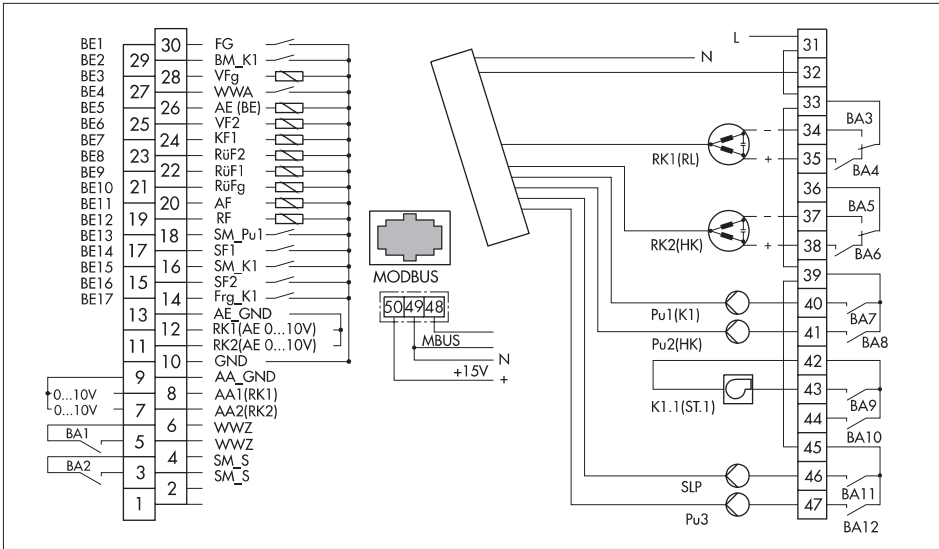 BE1 30 FG
BE2 29 BM_K1
BE3 28 VFg
BE4 27 WWA
BE5 26 AE (BE)
BE6 25 VF2
BE7 24 KF1
BE8 23 RüF2
BE9 22 RüF1
BE10 21 RüFg
BE11 20 AF
BE12 19 RF
BE13 18 SM_Pu1
BE14 17 SF1
BE15 16 SM_K1
BE16 15 SF2
BE17 14 Frg_K1
13 AE_GND
12 RK1(AE 0...10V)
11 RK2(AE 0...10V)
10 GND
9 AA_GND
0...10V 8 AA1(RK1)
0...10V 7 AA2(RK2)
6 WWZ
BA1 5 WWZ
4 SM_S
BA2 3 SM_S
2
1
MODBUS
50 49 48
MBUS
N
+15V +
L 31
N
32
33
BA3
− 34
RK1(RL) + 35
BA4
36
BA5
− 37
RK2(HK) + 38
BA6
39
40
Pu1(K1) BA7
41
Pu2(HK) BA8
42
43
K1.1(ST.1) BA9
44
BA10
45
46
SLP BA11
47
Pu3 BA12